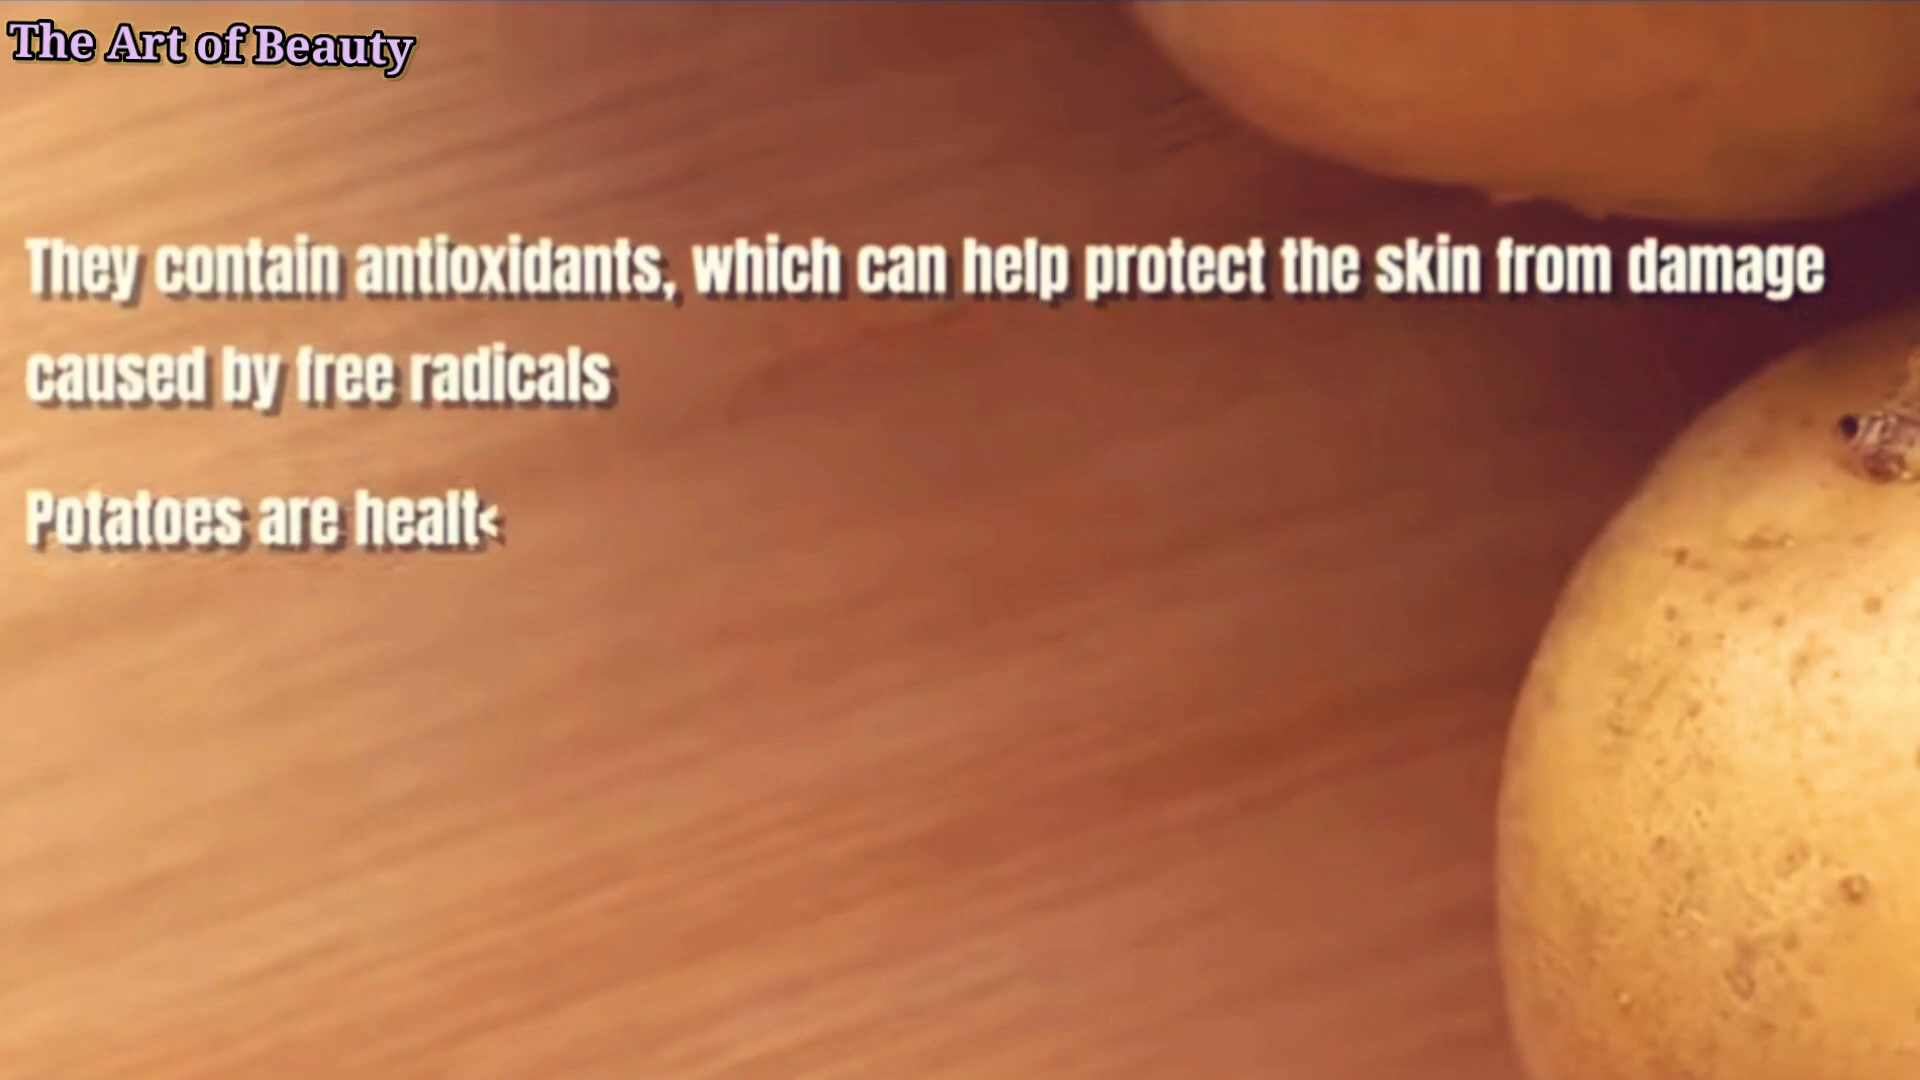 The Art of Beauty
They contain antioxidants, which can help protect the skin from damage
caused by free radicals
Potatoes are healt<